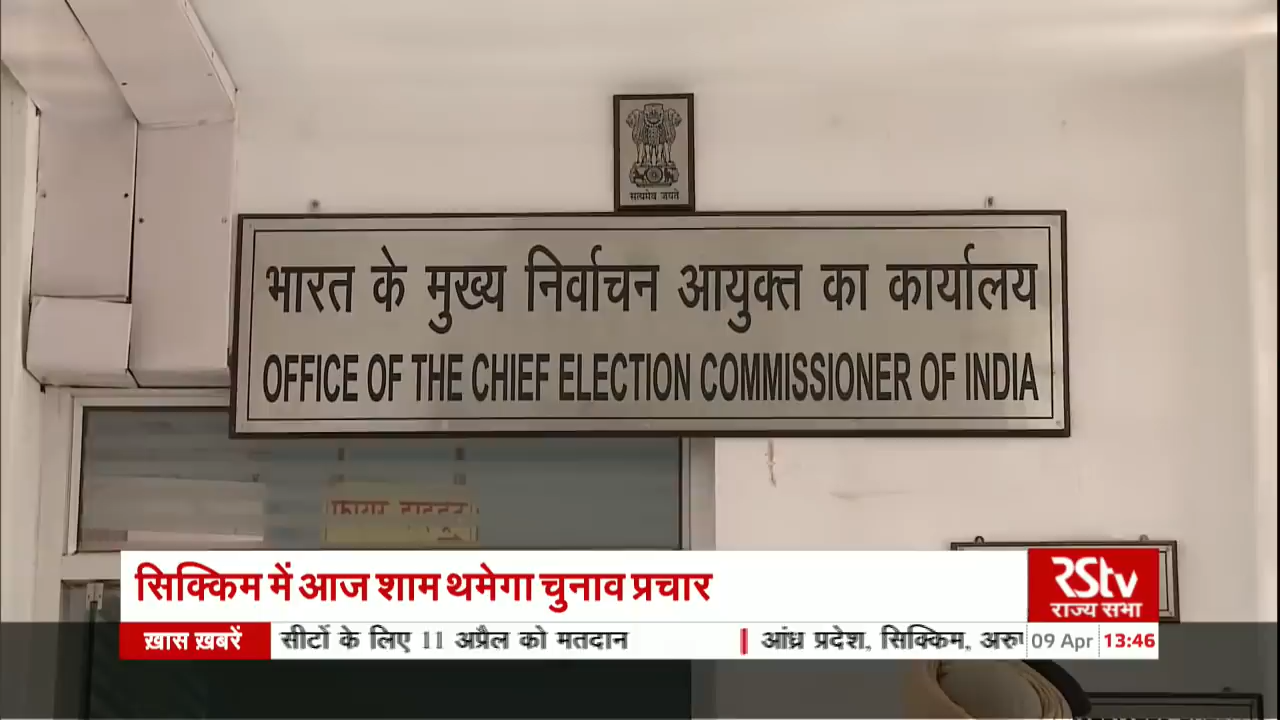 सत्यमेव जयते
भारत के मुख्य निर्वाचन आयुक्त का कार्यालय
OFFICE OF THE CHIEF ELECTION COMMISSIONER OF INDIA
सिक्किम में आज शाम थमेगा चुनाव प्रचार
RStv
राज्य सभा
ख़ास ख़बरें
सीटों के लिए 11 अप्रैल को मतदान | आंध्र प्रदेश, सिक्किम,
09 Apr 13:46